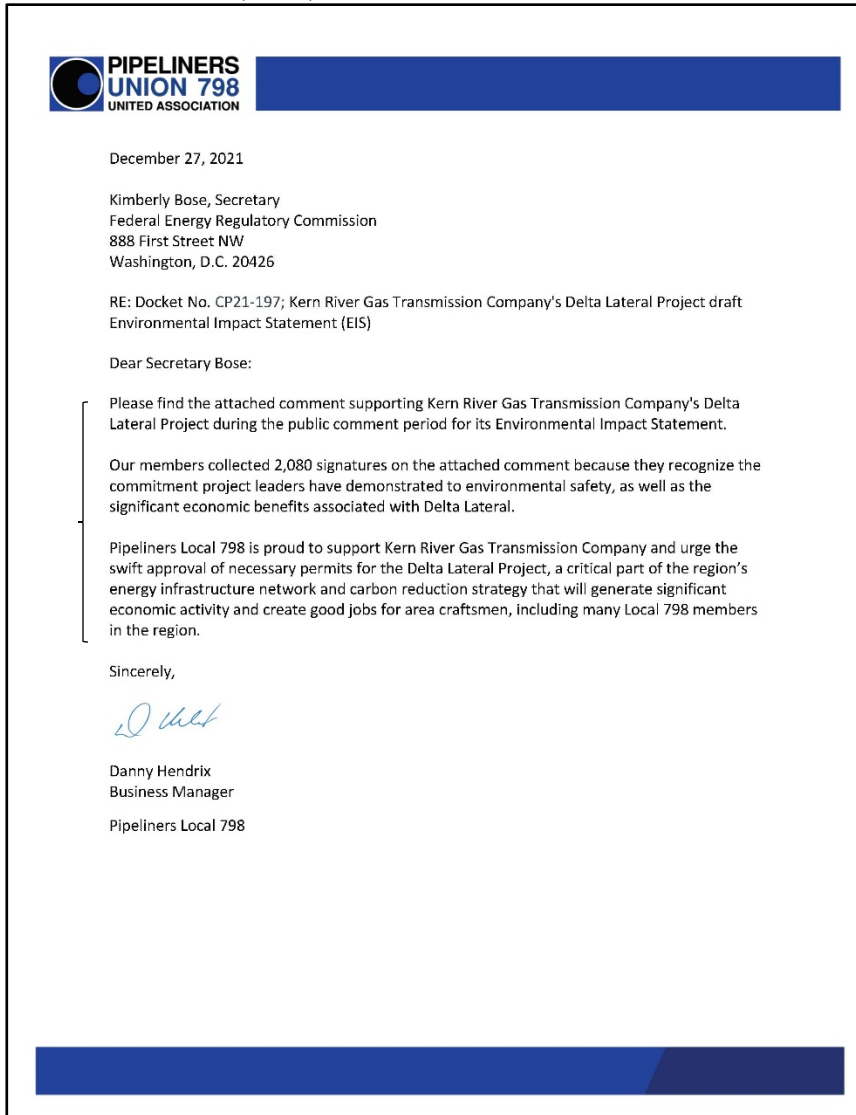 PIPELINERS
UNION 798
UNITED ASSOCIATION
December 27, 2021
Kimberly Bose, Secretary
Federal Energy Regulatory Commission
888 First Street NW
Washington, D.C. 20426
RE: Docket No. CP21-197; Kern River Gas Transmission Company's Delta Lateral Project draft
Environmental Impact Statement (EIS)
Dear Secretary Bose:
Please find the attached comment supporting Kern River Gas Transmission Company's Delta
Lateral Project during the public comment period for its Environmental Impact Statement.
Our members collected 2,080 signatures on the attached comment because they recognize the
commitment project leaders have demonstrated to environmental safety, as well as the
significant economic benefits associated with Delta Lateral.
Pipeliners Local 798 is proud to support Kern River Gas Transmission Company and urge the
swift approval of necessary permits for the Delta Lateral Project, a critical part of the region’s
energy infrastructure network and carbon reduction strategy that will generate significant
economic activity and create good jobs for area craftsmen, including many Local 798 members
in the region.
Sincerely,
Danny Hendrix
Business Manager
Pipeliners Local 798